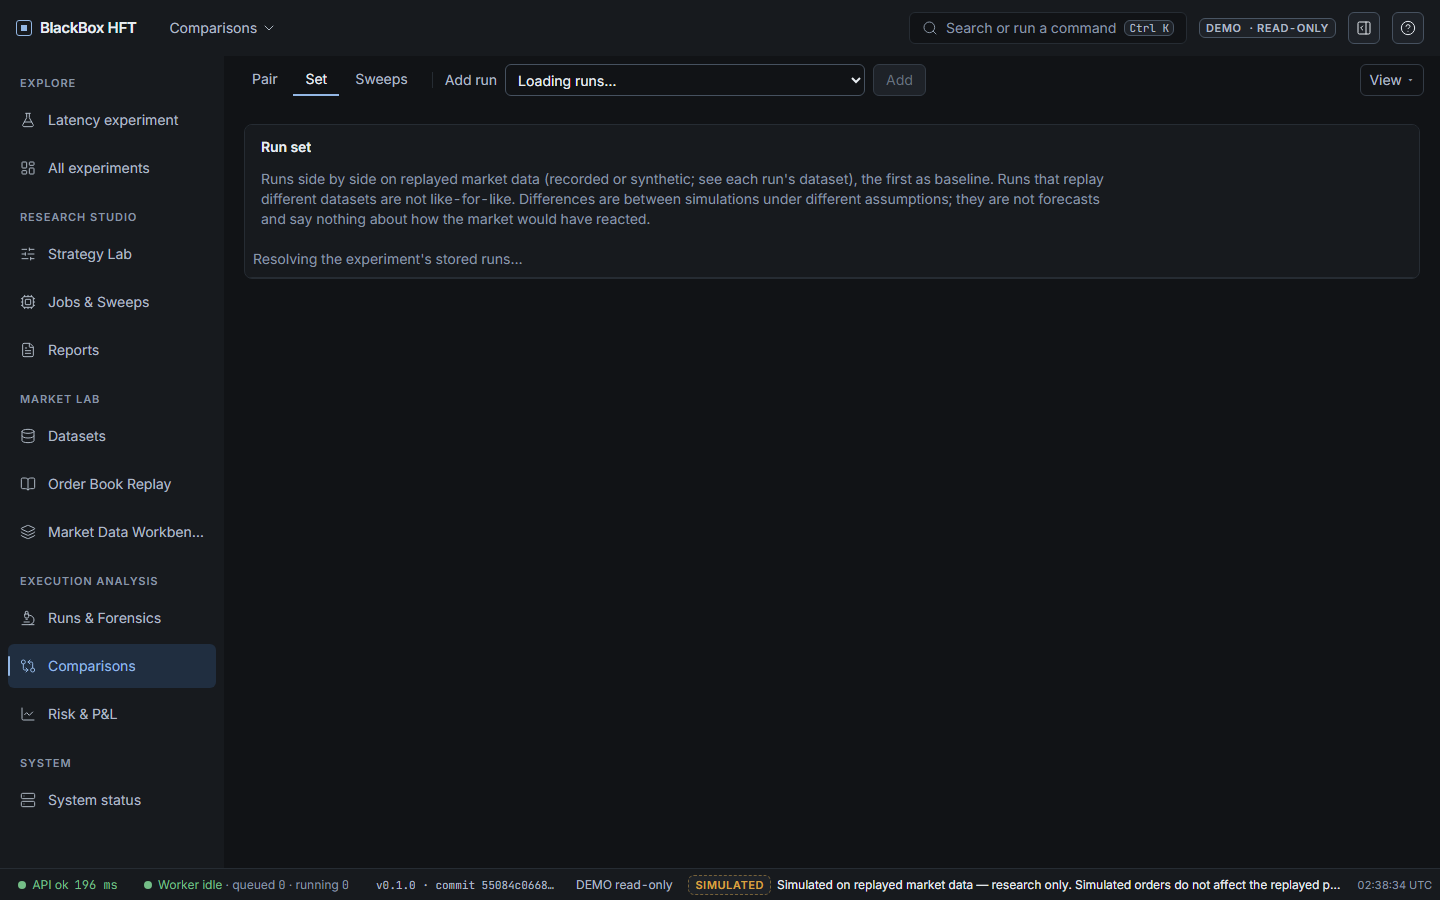 BlackBox HFT
Comparisons
Search or run a command Ctrl K
DEMO · READ-ONLY
EXPLORE
Latency experiment
All experiments
RESEARCH STUDIO
Strategy Lab
Jobs & Sweeps
Reports
MARKET LAB
Datasets
Order Book Replay
Market Data Workben...
EXECUTION ANALYSIS
Runs & Forensics
Comparisons
Risk & P&L
SYSTEM
System status
Pair Set Sweeps Add run Loading runs... Add View
Run set
Runs side by side on replayed market data (recorded or synthetic; see each run's dataset), the first as baseline. Runs that replay
different datasets are not like-for-like. Differences are between simulations under different assumptions; they are not forecasts
and say nothing about how the market would have reacted.
Resolving the experiment's stored runs...
API ok 196 ms Worker idle · queued 0 · running 0 v0.1.0 · commit 55084c0668… DEMO read-only SIMULATED Simulated on replayed market data — research only. Simulated orders do not affect the replayed p... 02:38:34 UTC